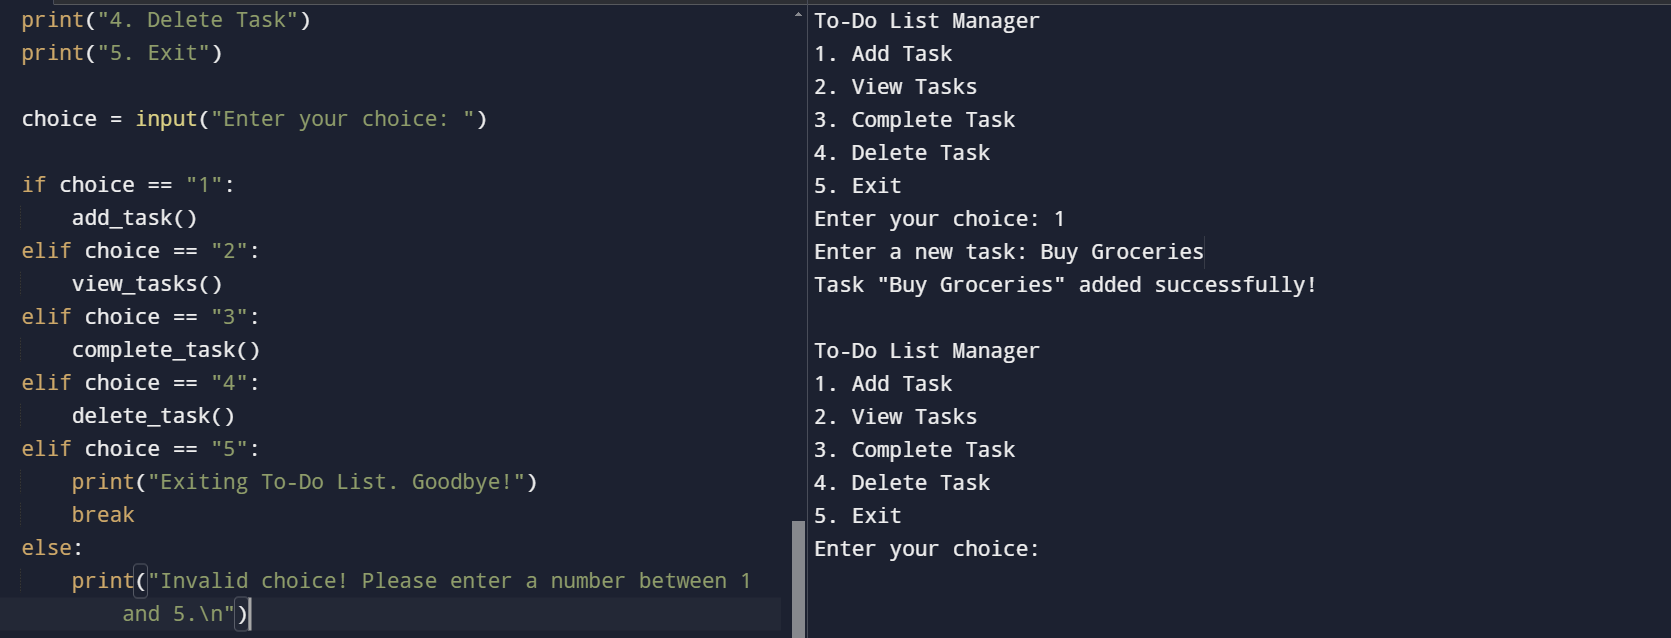 print("4. Delete Task")
print("5. Exit")
choice = input("Enter your choice: ")
if choice == "1":
    add_task()
elif choice == "2":
    view_tasks()
elif choice == "3":
    complete_task()
elif choice == "4":
    delete_task()
elif choice == "5":
    print("Exiting To-Do List. Goodbye!")
    break
else:
    print("Invalid choice! Please enter a number between 1
        and 5.\n")
To-Do List Manager
1. Add Task
2. View Tasks
3. Complete Task
4. Delete Task
5. Exit
Enter your choice: 1
Enter a new task: Buy Groceries
Task "Buy Groceries" added successfully!
To-Do List Manager
1. Add Task
2. View Tasks
3. Complete Task
4. Delete Task
5. Exit
Enter your choice: